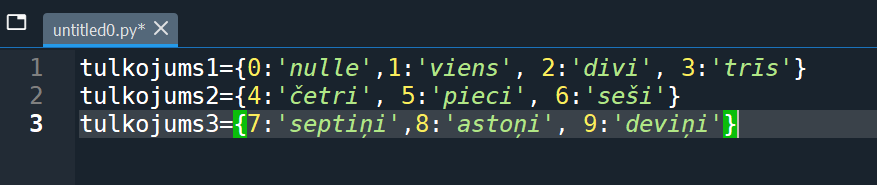 untitled0.py*
1 tulkojums1={0:'nulle',1:'viens', 2:'divi', 3:'trīs'}
2 tulkojums2={4:'četri', 5:'pieci', 6:'seši'}
3 tulkojums3={7:'septiņi',8:'astoņi', 9:'deviņi'}